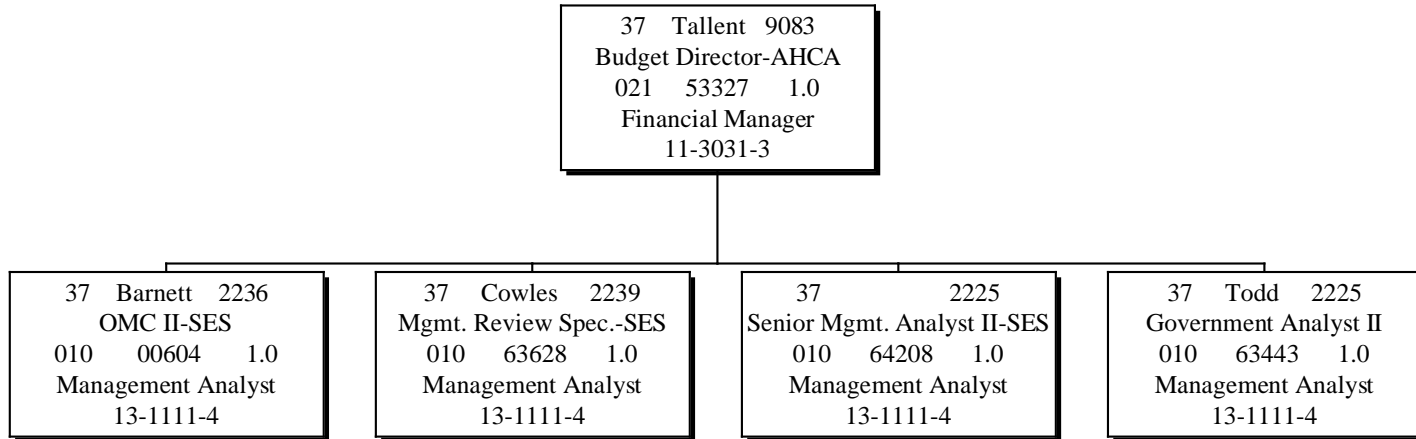 37 Tallent 9083
Budget Director-AHCA
021 53327 1.0
Financial Manager
11-3031-3
37 Barnett 2236
OMC II-SES
010 00604 1.0
Management Analyst
13-1111-4
37 Cowles 2239
Mgmt. Review Spec.-SES
010 63628 1.0
Management Analyst
13-1111-4
37 2225
Senior Mgmt. Analyst II-SES
010 64208 1.0
Management Analyst
13-1111-4
37 Todd 2225
Government Analyst II
010 63443 1.0
Management Analyst
13-1111-4